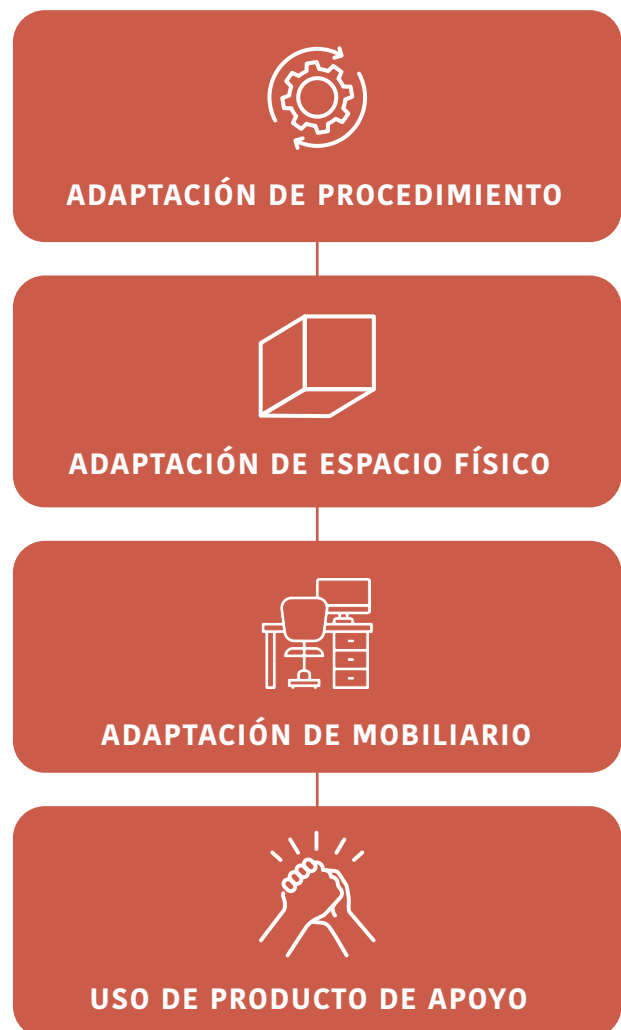 ADAPTACIÓN DE PROCEDIMIENTO
ADAPTACIÓN DE ESPACIO FÍSICO
ADAPTACIÓN DE MOBILIARIO
USO DE PRODUCTO DE APOYO